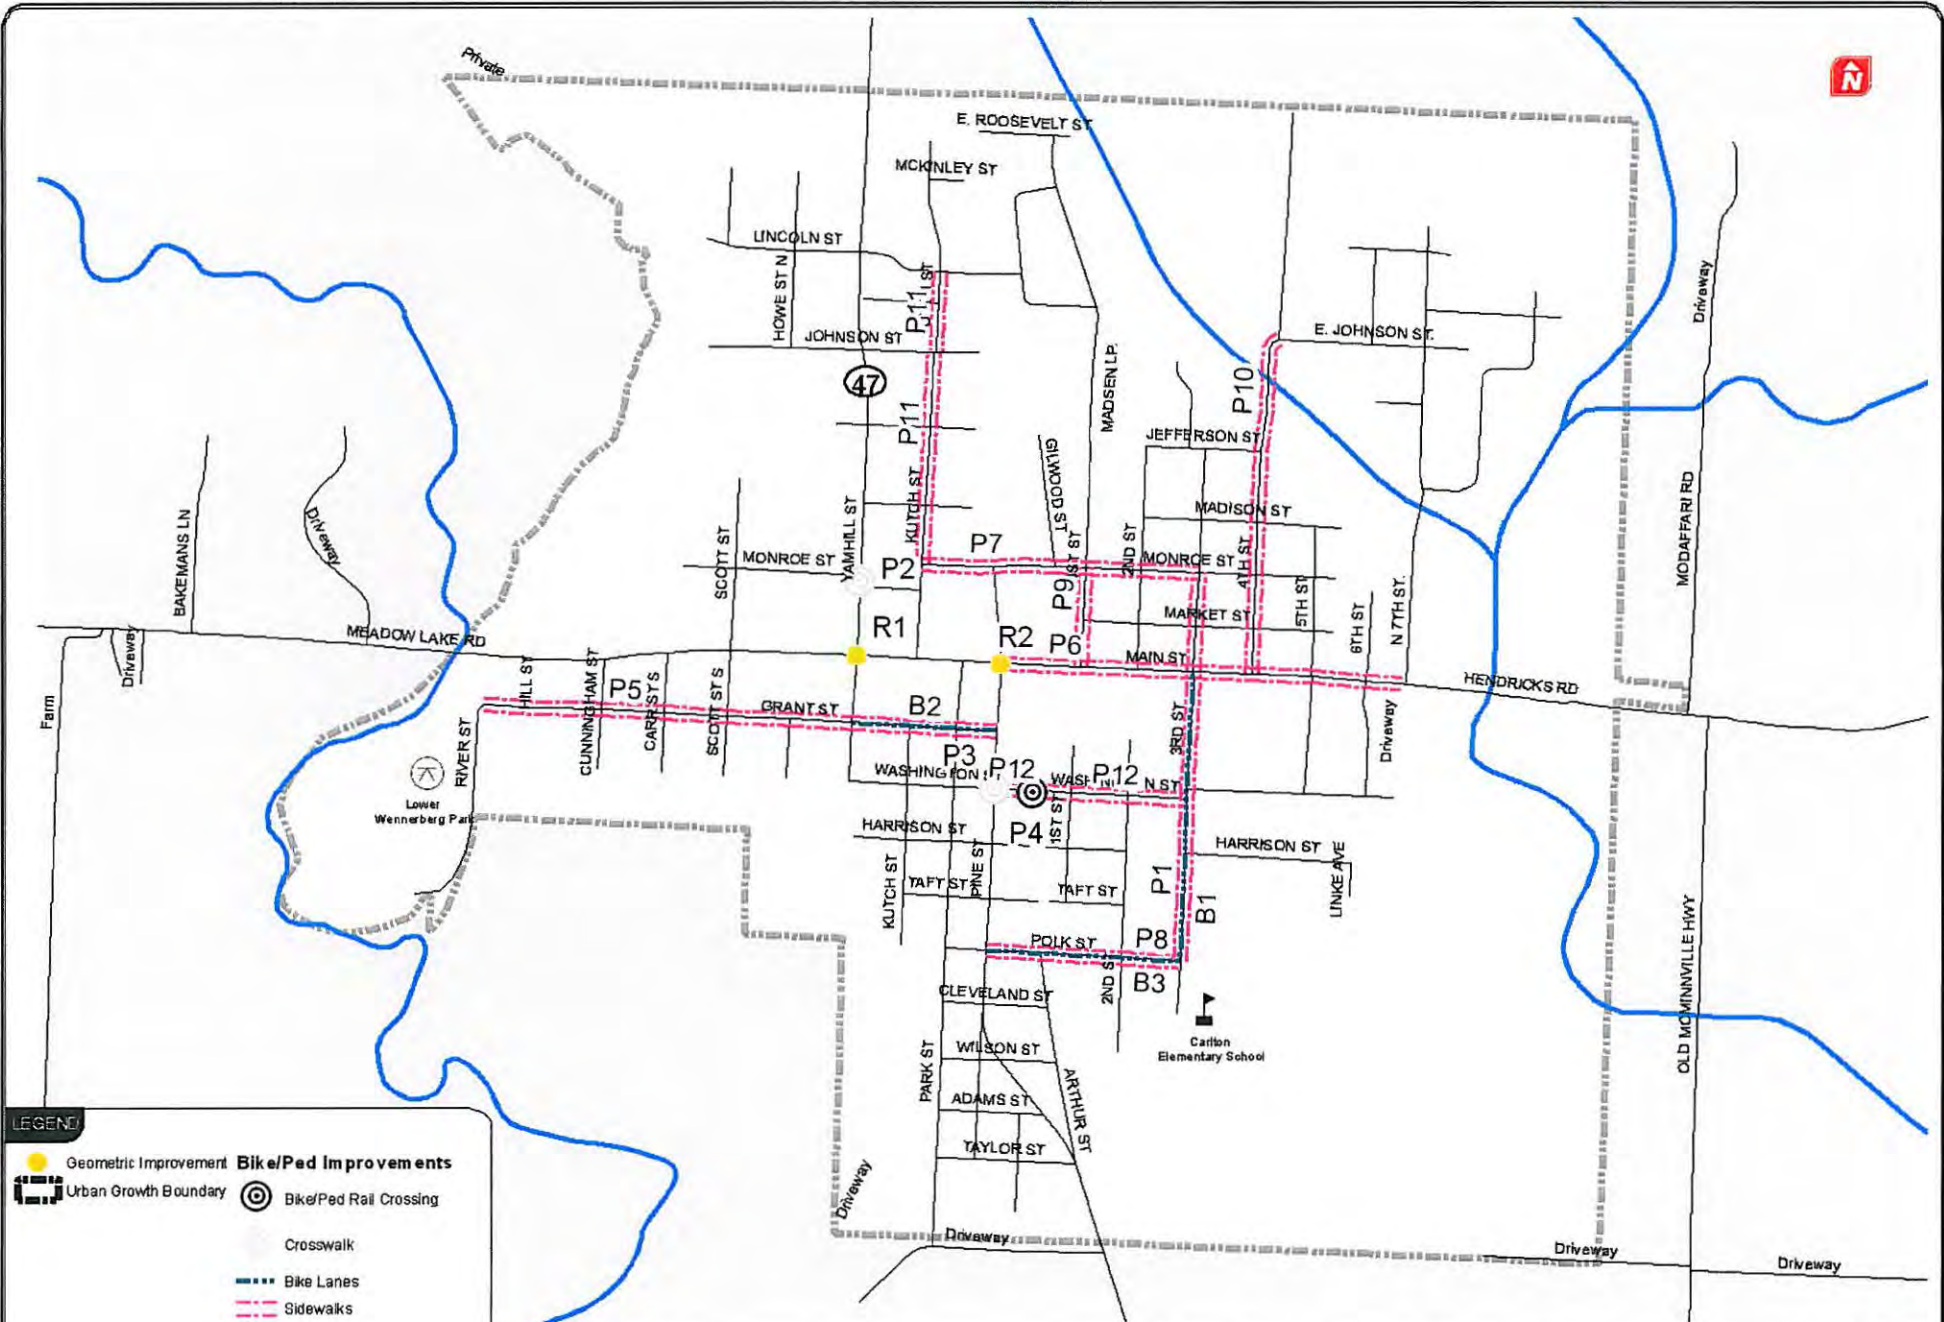 Private
N
E. ROOSEVELT ST
MCKINLEY ST
LINCOLN ST
HOWE ST N
ST
P11
JOHNSON ST
E. JOHNSON ST.
Driveway
47
MADSEN LP.
P10
P11
JEFFERSON ST
GILWOOD ST
KUTCH ST
MADISON ST
BAKEMANS LN
Driveway
SCOTT ST
YAMHILL ST
MONROE ST
P2
P7
1ST ST
2ND ST
MONROE ST
4TH ST
MODAFFARI RD
P9
MARKET ST
5TH ST
6TH ST
N 7TH ST.
MEADOW LAKE RD
R1
R2
P6
MAIN ST
HENDRICKS RD
Driveway
Farm
HILL ST
CUNNINGHAM ST
P5
CARR ST S
SCOTT ST S
GRANT ST
B2
3RD ST
Driveway
RIVER ST
P3
WASHINGTON ST
P12
P12
Lower
Wennerberg Park
HARRISON ST
P4
1ST ST
HARRISON ST
LINKE AVE
KUTCH ST
TAFT ST
PINE ST
TAFT ST
P1
B1
POLK ST
P8
2ND ST
B3
CLEVELAND ST
OLD MCMINNVILLE HWY
Carlton
Elementary School
PARK ST
WILSON ST
ARTHUR ST
ADAMS ST
TAYLOR ST
Driveway
Driveway
Driveway
Driveway
LEGEND
Geometric Improvement
Urban Growth Boundary
Bike/Ped Improvements
Bike/Ped Rail Crossing
Crosswalk
Bike Lanes
Sidewalks